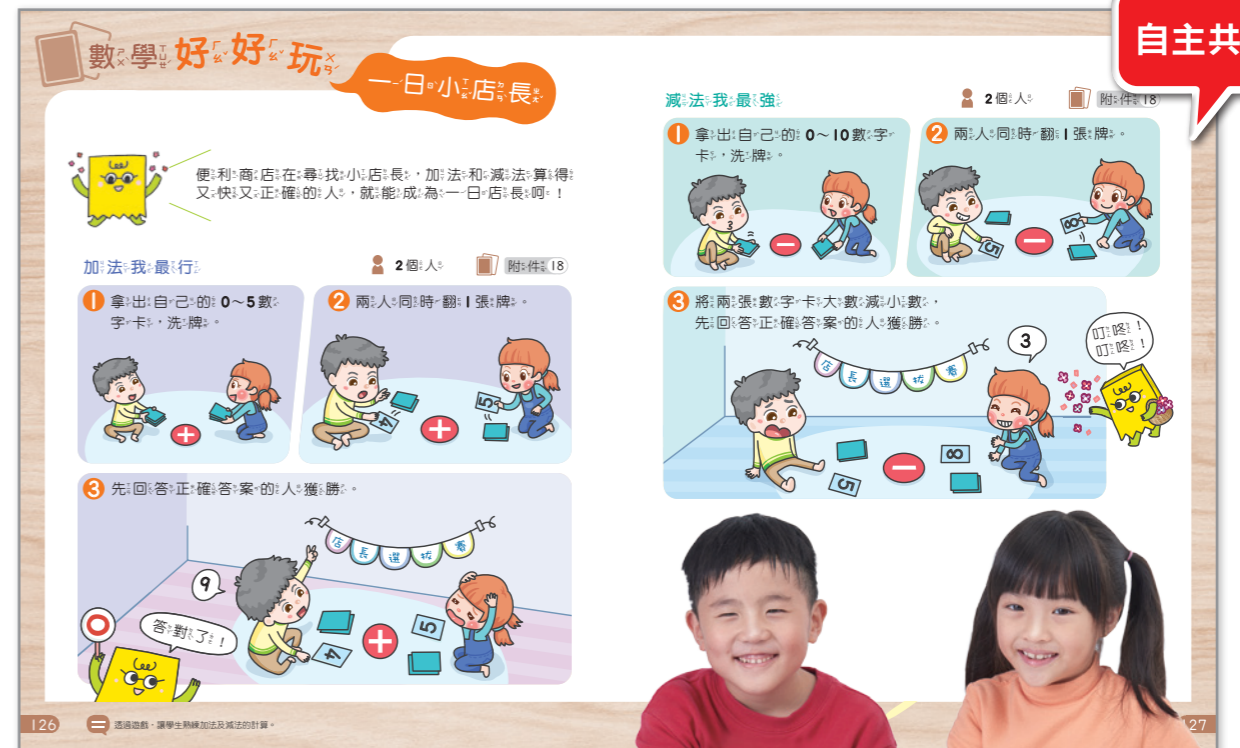 自主共
數學好好玩
一日小店長
便利商店在尋找小店長，加法和減法算得
又快又正確的人，就能成為一日店長呵！
加法我最行
2個人
附件18
1 拿出自己的0～5數
字卡，洗牌。
2 兩人同時翻1張牌。
4
5
3 先回答正確答案的人獲勝。
店長選拔賽
9
答對了！
4
5
126
透過遊戲，讓學生熟練加法及減法的計算。
減法我最強
2個人
附件18
1 拿出自己的0～10數字
卡，洗牌。
2 兩人同時翻1張牌。
5
8
3 將兩張數字卡大數減小數，
先回答正確答案的人獲勝。
店長選拔賽
3
叮咚！
叮咚！
5
8
127